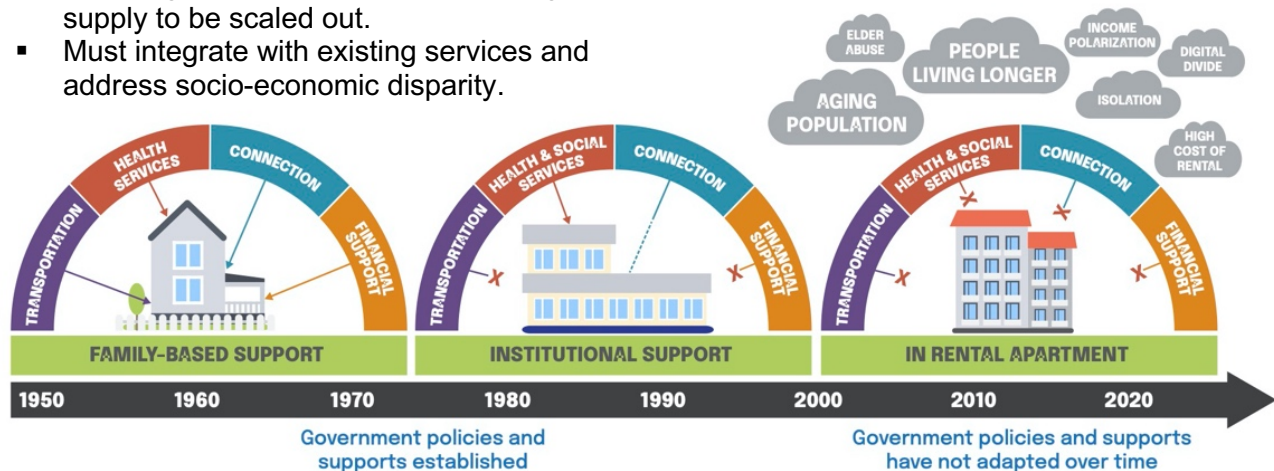 supply to be scaled out.
▪ Must integrate with existing services and
address socio-economic disparity.
ELDER
ABUSE
PEOPLE
LIVING LONGER
INCOME
POLARIZATION
DIGITAL
DIVIDE
AGING
POPULATION
ISOLATION
HIGH
COST OF
RENTAL
TRANSPORTATION
HEALTH
SERVICES
CONNECTION
FINANCIAL
SUPPORT
TRANSPORTATION
HEALTH & SOCIAL
SERVICES
CONNECTION
FINANCIAL
SUPPORT
TRANSPORTATION
HEALTH & SOCIAL
SERVICES
CONNECTION
FINANCIAL
SUPPORT
FAMILY-BASED SUPPORT
INSTITUTIONAL SUPPORT
IN RENTAL APARTMENT
1950 1960 1970 1980 1990 2000 2010 2020
Government policies and
supports established
Government policies and supports
have not adapted over time